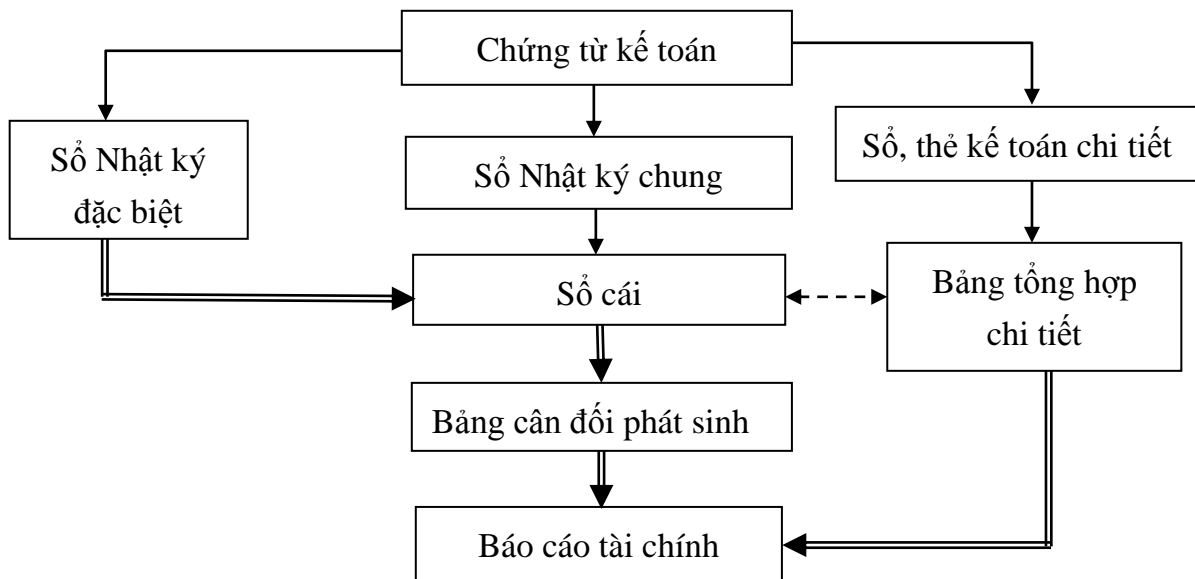 Chứng từ kế toán
Sổ Nhật ký
đặc biệt
Sổ Nhật ký chung
Sổ, thẻ kế toán chi tiết
Sổ cái
Bảng tổng hợp
chi tiết
Bảng cân đối phát sinh
Báo cáo tài chính